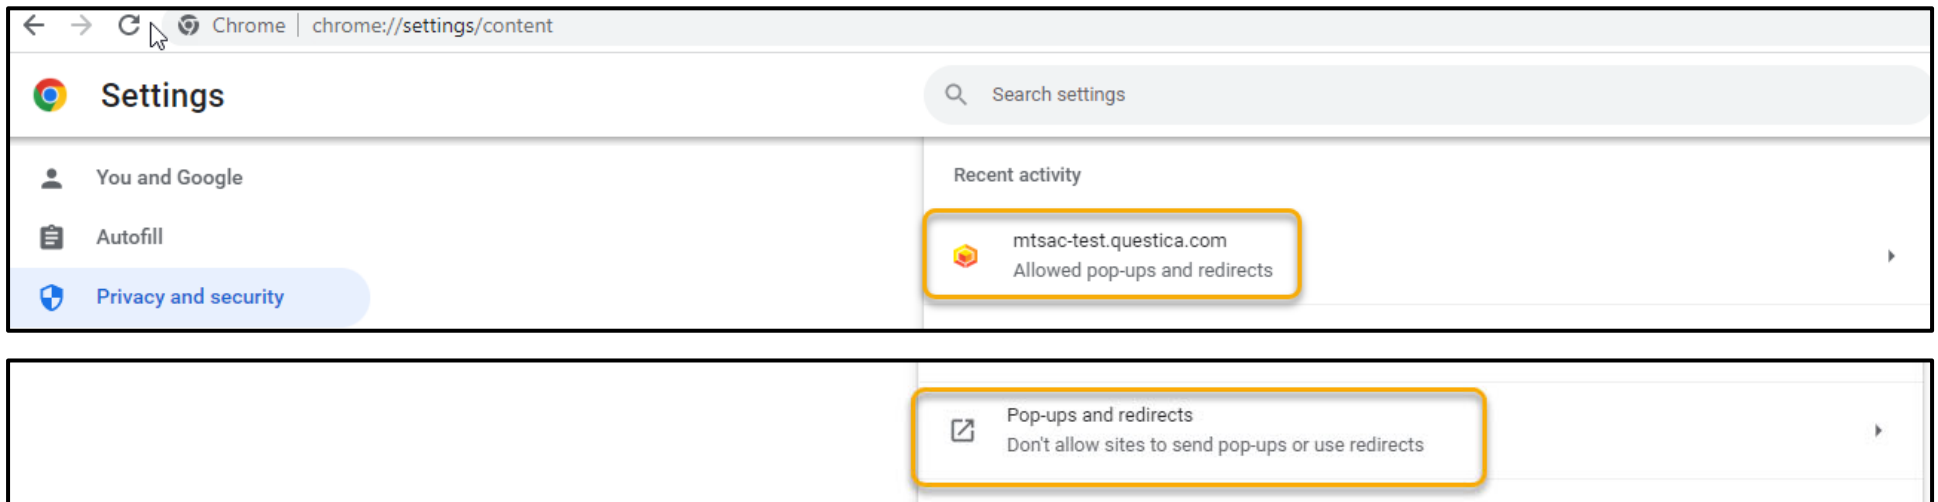 Chrome | chrome://settings/content
Settings
Search settings
You and Google
Autofill
Privacy and security
Recent activity
mtsac-test.questica.com
Allowed pop-ups and redirects
Pop-ups and redirects
Don't allow sites to send pop-ups or use redirects